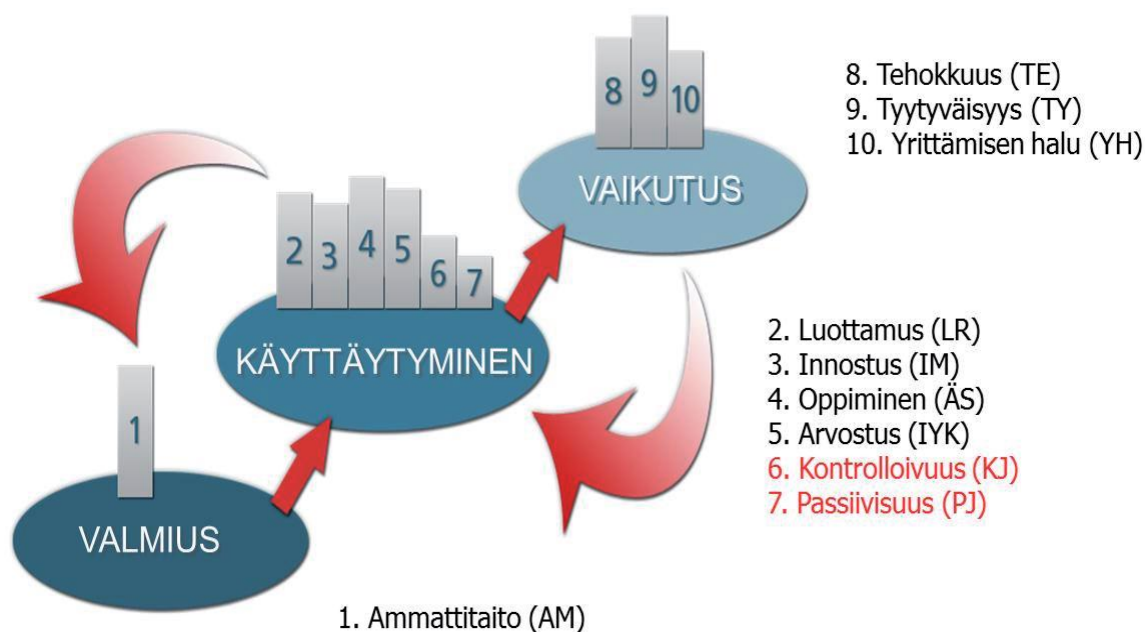 8 9 10
VAIKUTUS
8. Tehokkuus (TE)
9. Tyytyväisyys (TY)
10. Yrittämisen halu (YH)
2 3 4 5 6 7
KÄYTTÄYTYMINEN
2. Luottamus (LR)
3. Innostus (IM)
4. Oppiminen (ÄS)
5. Arvostus (IYK)
6. Kontrolloivuus (KJ)
7. Passiivisuus (PJ)
1
VALMIUS
1. Ammattitaito (AM)